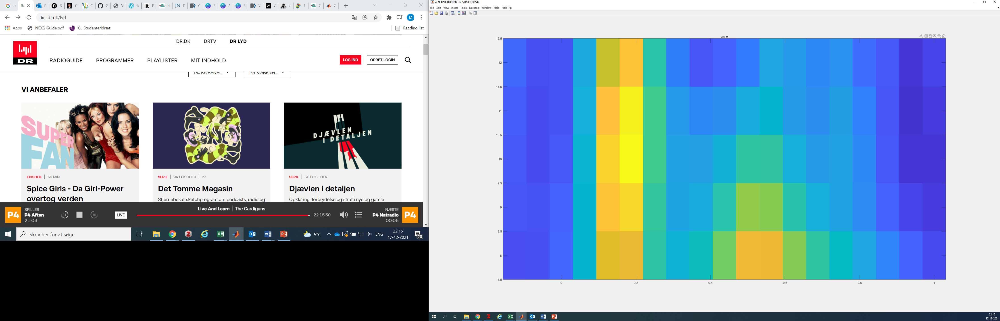 dr.dk/lyd
Apps
NEXS-Guide.pdf
KU Studenteridræt
Reading list
DR.DK
DRTV
DR LYD
lyd
DR
RADIOGUIDE
PROGRAMMER
PLAYLISTER
MIT INDHOLD
LOG IND
OPRET LOGIN
P4 KØBENH...
P5 KØBENH...
VI ANBEFALER
SUPER
FAN
DJÆVLEN
I DETALJEN
EPISODE
39 MIN.
SERIE
94 EPISODER
P3
SERIE
60 EPISODER
Spice Girls - Da Girl-Power
overtog verden
Det Tomme Magasin
Stjernebesat sketchprogram om podcasts, radio og
Djævlen i detaljen
Opklaring, forbrydelse og straf i nye og gamle
P4
SPILLER
P4 Aften
21:03
15
15
LIVE
Live And Learn
The Cardigans
22:15:30
NÆSTE
P4 Natradio
00:05
P4
Skriv her for at søge
5°C
ENG
22:15
17-12-2021
20
2: ft_singleplotTFR: TS_Alpha_Pre (Cz)
File Edit View Insert Tools Desktop Window Help FieldTrip
Cz / 31
12.5
12
11.5
11
10.5
10
9.5
9
8.5
8
7.5
0
0.2
0.4
0.6
0.8
1
22:15
17-12-2021